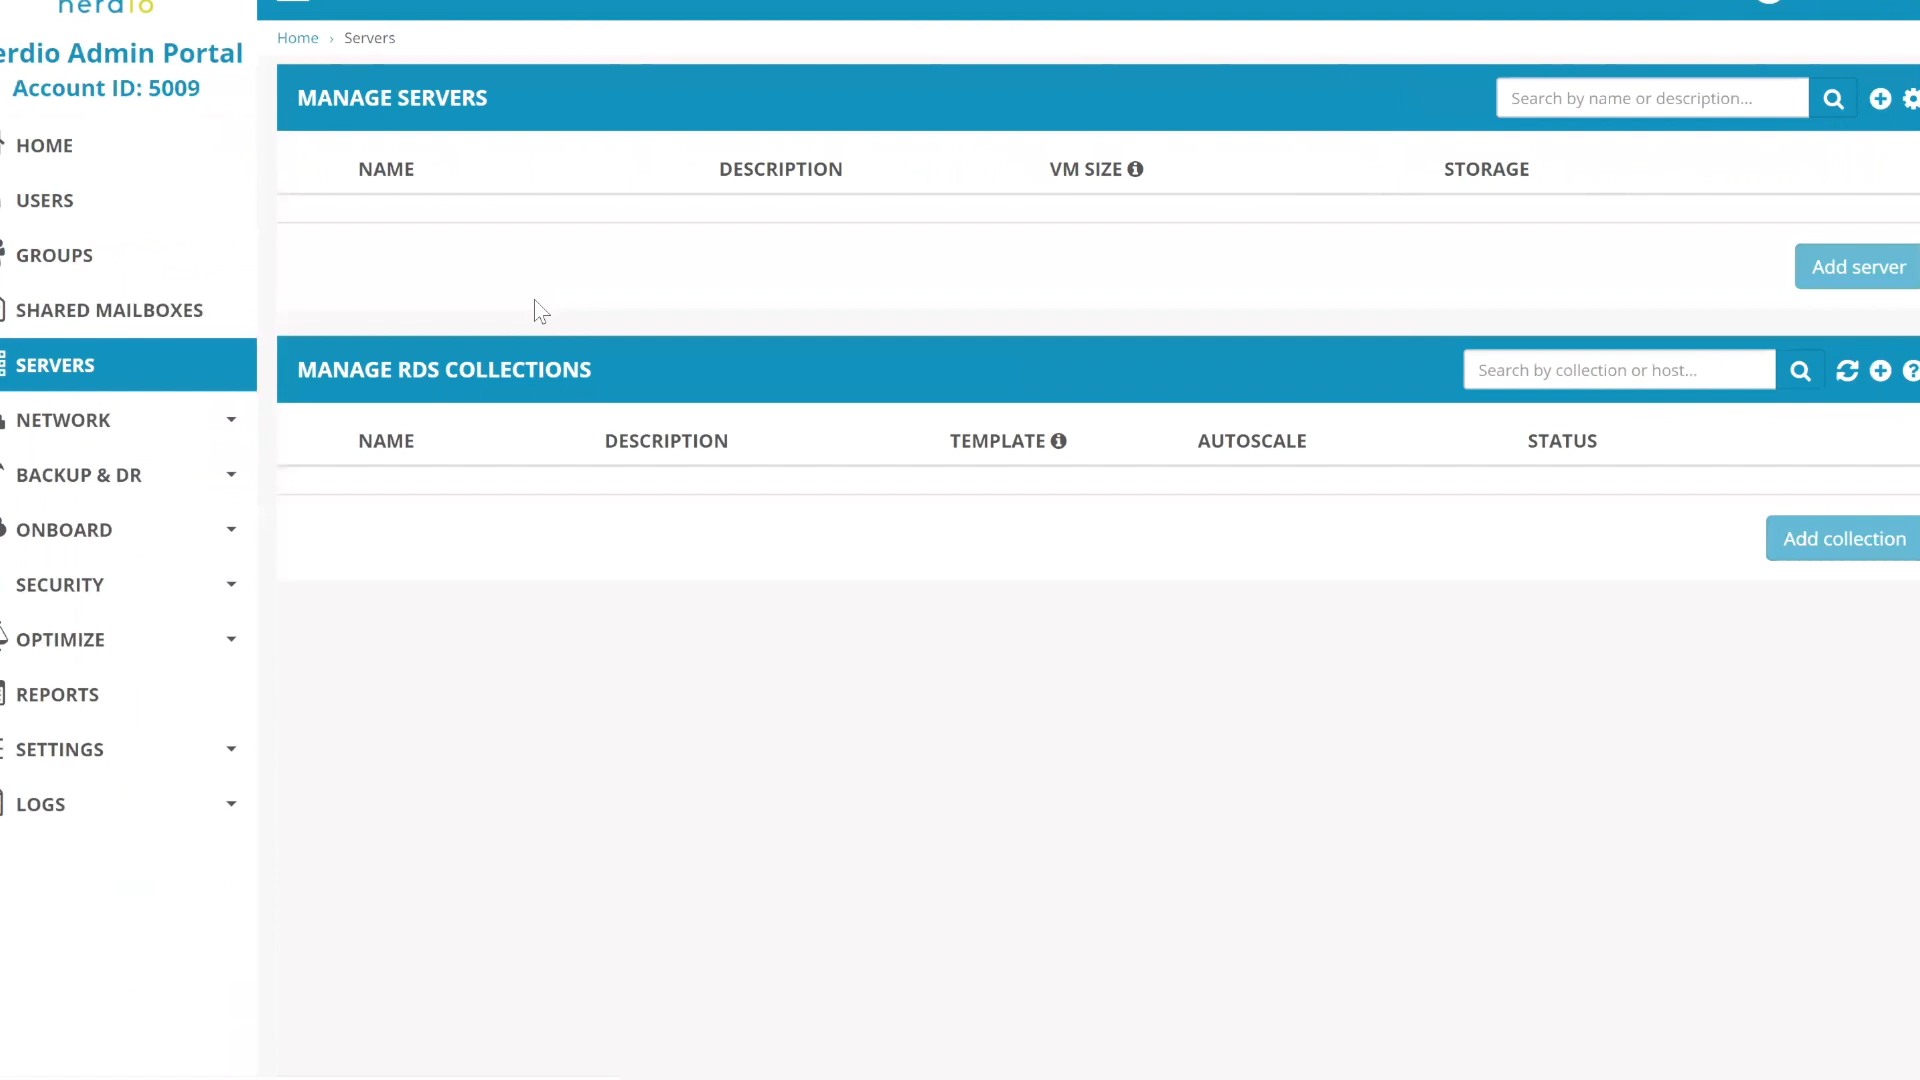 nerdio
erdio Admin Portal
Account ID: 5009
HOME
USERS
GROUPS
SHARED MAILBOXES
SERVERS
NETWORK
BACKUP & DR
ONBOARD
SECURITY
OPTIMIZE
REPORTS
SETTINGS
LOGS
Home › Servers
MANAGE SERVERS
Search by name or description...
NAME DESCRIPTION VM SIZE STORAGE
Add server
MANAGE RDS COLLECTIONS
Search by collection or host...
NAME DESCRIPTION TEMPLATE AUTOSCALE STATUS
Add collection